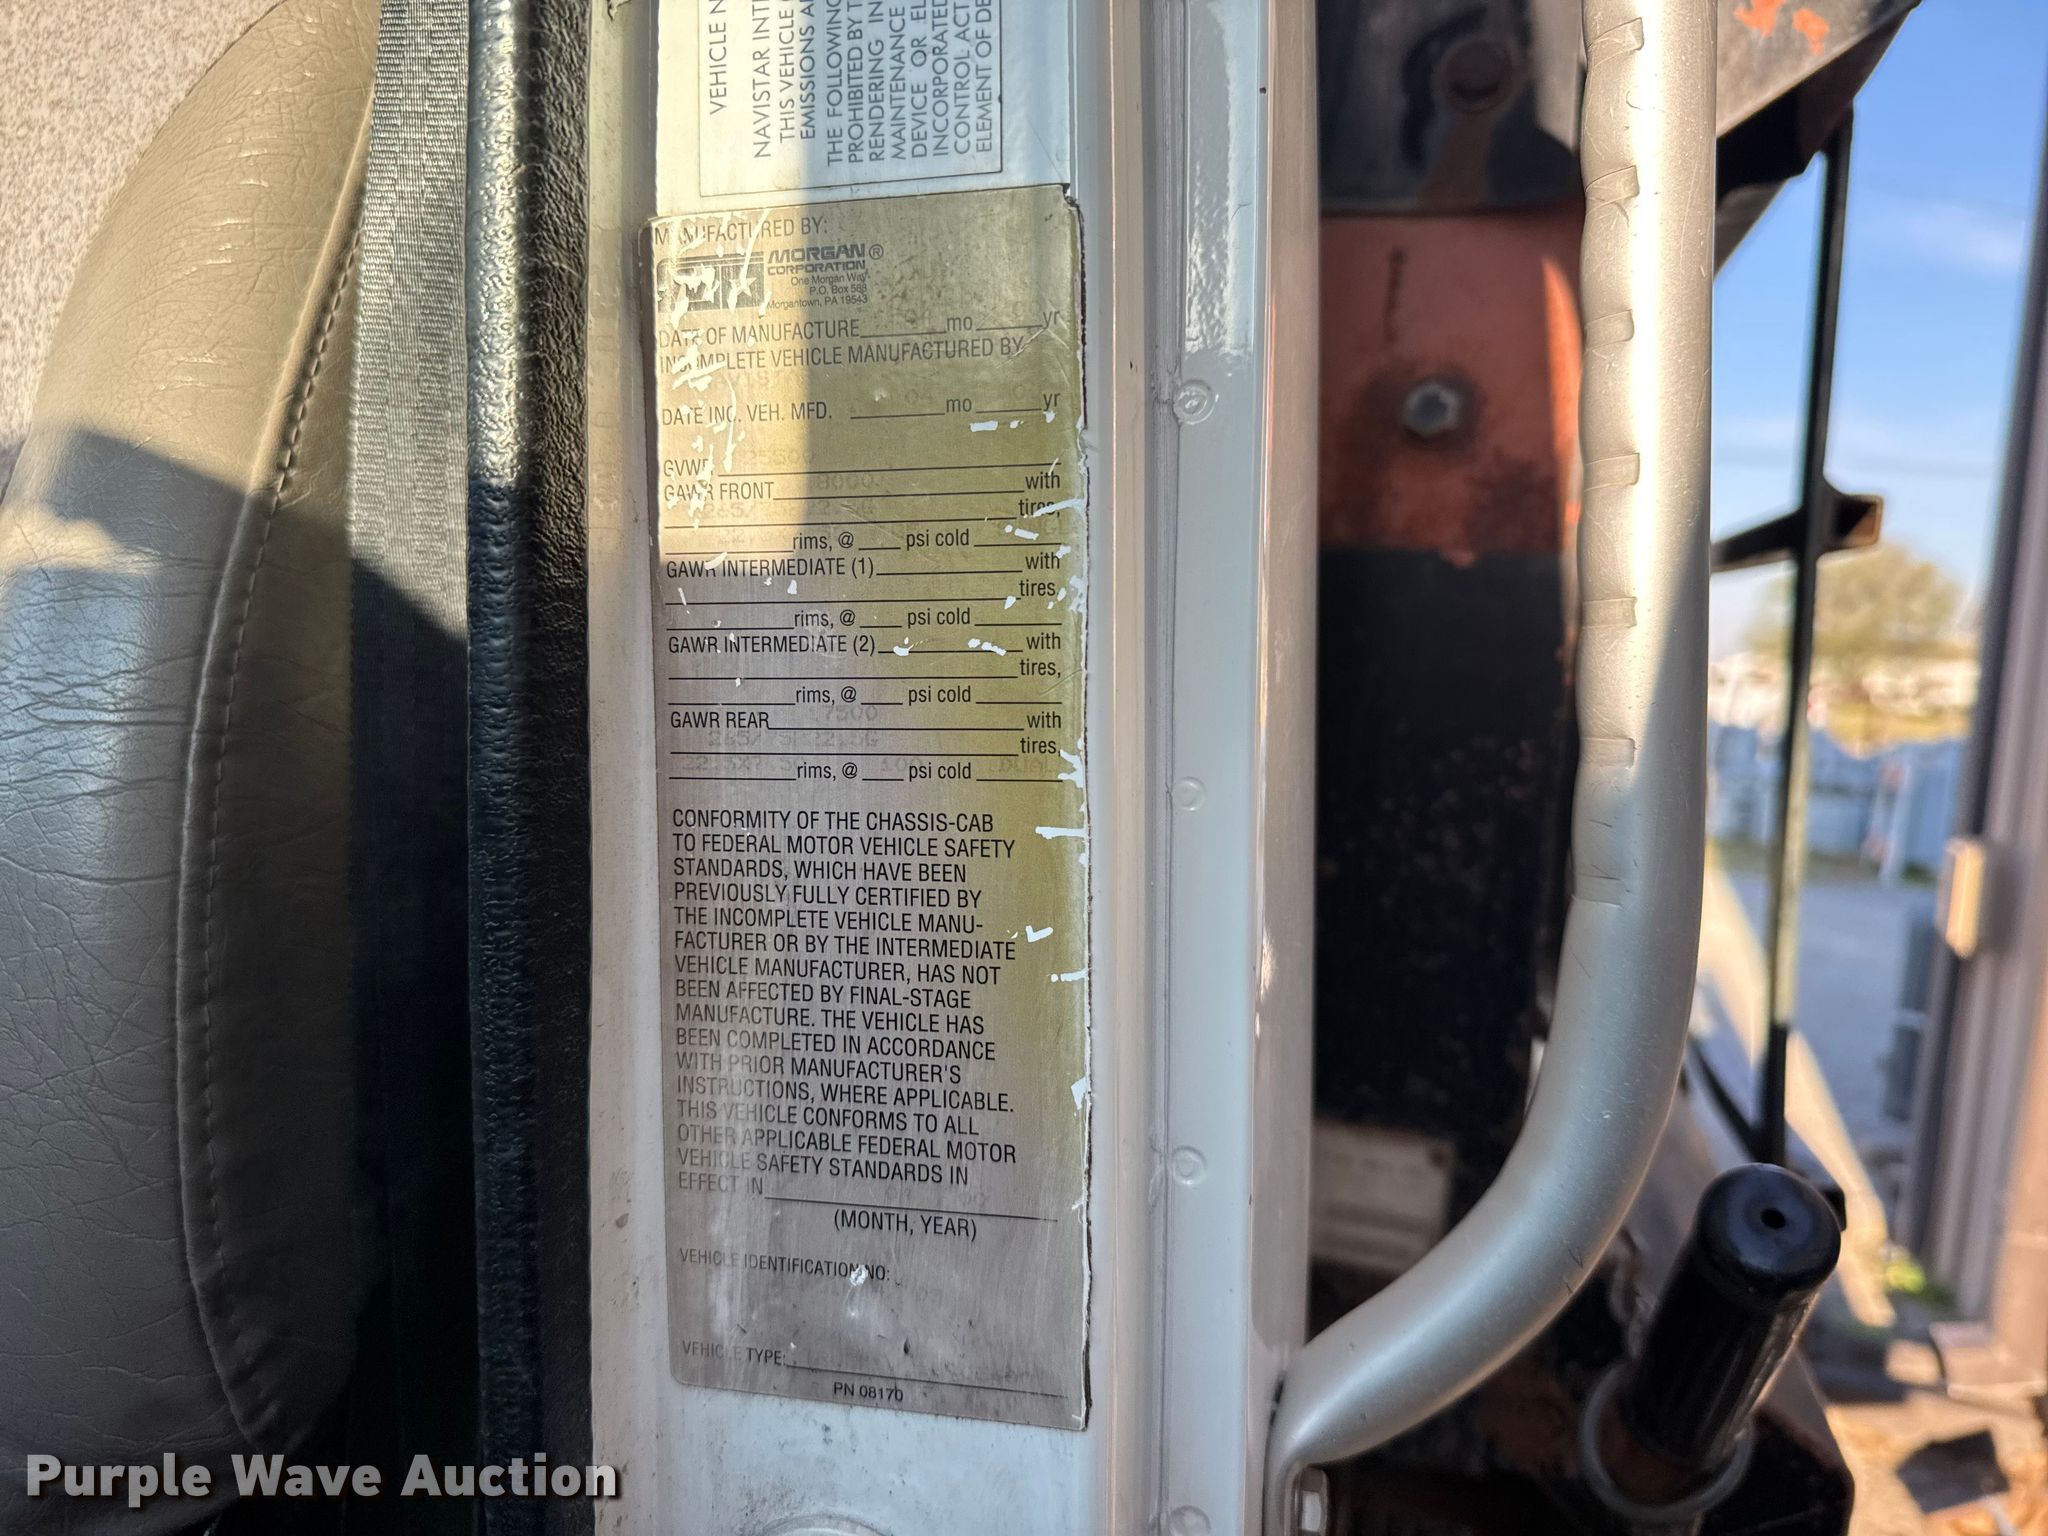 VEHICLE
NAVISTAR
THIS VEHICLE
EMISSIONS
THE FOLLOWING
PROHIBITED BY
RENDERING
MAINTENANCE
DEVICE OR
INCORPORATED
CONTROL
ELEMENT OF
MANUFACTURED BY:
MORGAN®
CORPORATION
One Morgan Way,
P.O. Box 588
Morgantown, PA 19543
DATE OF MANUFACTURE mo yr
INCOMPLETE VEHICLE MANUFACTURED BY
DATE INC. VEH. MFD. 04 mo yr
GVWR
GAWR FRONT 8000 with
tires,
rims, @ psi cold
GAWR INTERMEDIATE (1) with
tires,
rims, @ psi cold
GAWR INTERMEDIATE (2) with
tires,
rims, @ psi cold
GAWR REAR with
tires,
rims, @ psi cold DUAL
CONFORMITY OF THE CHASSIS-CAB
TO FEDERAL MOTOR VEHICLE SAFETY
STANDARDS, WHICH HAVE BEEN
PREVIOUSLY FULLY CERTIFIED BY
THE INCOMPLETE VEHICLE MANU-
FACTURER OR BY THE INTERMEDIATE
VEHICLE MANUFACTURER, HAS NOT
BEEN AFFECTED BY FINAL-STAGE
MANUFACTURE. THE VEHICLE HAS
BEEN COMPLETED IN ACCORDANCE
WITH PRIOR MANUFACTURER'S
INSTRUCTIONS, WHERE APPLICABLE.
THIS VEHICLE CONFORMS TO ALL
OTHER APPLICABLE FEDERAL MOTOR
VEHICLE SAFETY STANDARDS IN
EFFECT IN
(MONTH, YEAR)
VEHICLE IDENTIFICATION NO:
VEHICLE TYPE:
PN 08170
Purple Wave Auction